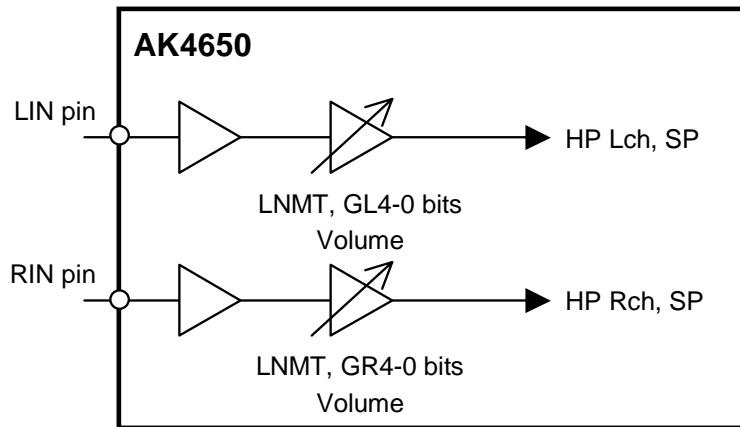 AK4650
LIN pin
HP Lch, SP
LNMT, GL4-0 bits
Volume
RIN pin
HP Rch, SP
LNMT, GR4-0 bits
Volume